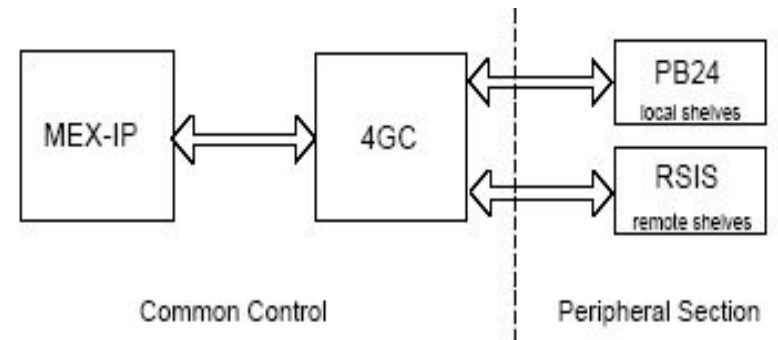 MEX-IP
4GC
PB24
local shelves
RSIS
remote shelves
Common Control
Peripheral Section